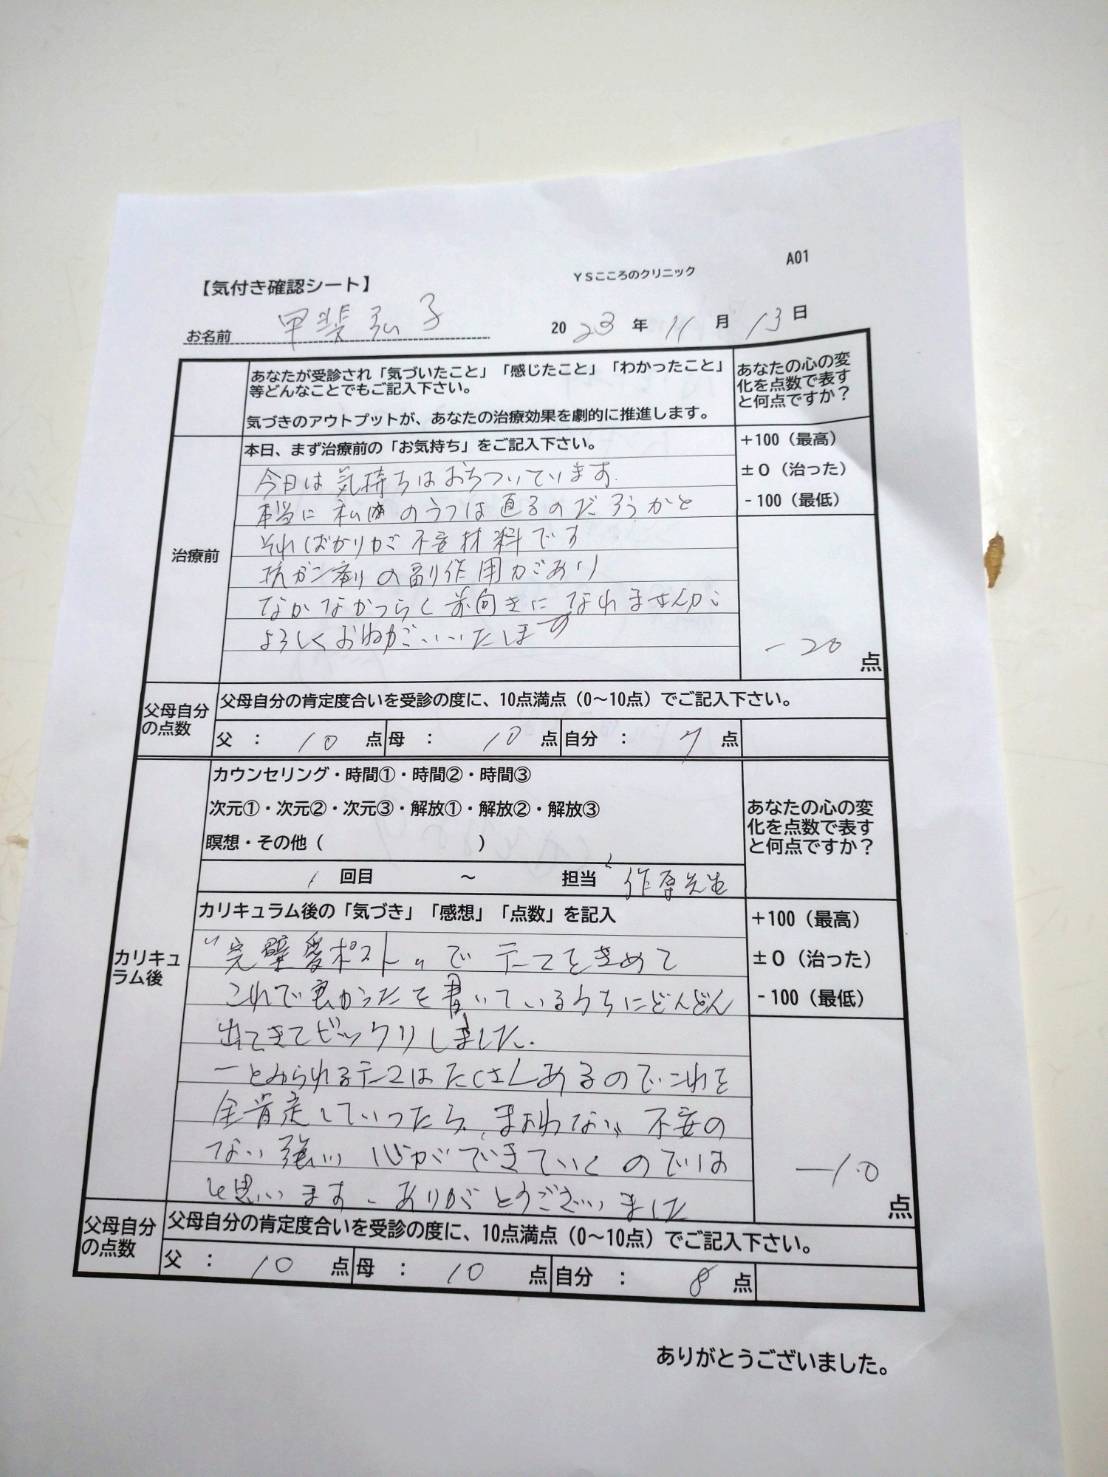 A01
【気付き確認シート】 ＹＳこころのクリニック
お名前 甲斐弘子 2023年11月13日
あなたが受診され「気づいたこと」「感じたこと」「わかったこと」
等どんなことでもご記入下さい。
気づきのアウトプットが、あなたの治療効果を劇的に推進します。
あなたの心の変
化を点数で表す
と何点ですか？
治療前
本日、まず治療前の「お気持ち」をご記入下さい。
今日は気持ちはおちついています.
本当に私のうつは直るのだろうかと
そればかりが不安材料です
抗ガン剤の副作用があり
なかなかつらく前向きになれませんが
よろしくおねがいいたします
+100（最高）
±0（治った）
-100（最低）
-20 点
父母自分
の点数
父母自分の肯定度合いを受診の度に、10点満点（0～10点）でご記入下さい。
父 ： 10 点 母 ： 10 点 自分 ： 7 点
カリキュ
ラム後
カウンセリング・時間①・時間②・時間③
次元①・次元②・次元③・解放①・解放②・解放③
瞑想・その他（ ）
1 回目 ～ 担当 作原先生
あなたの心の変
化を点数で表す
と何点ですか？
カリキュラム後の「気づき」「感想」「点数」を記入
"完璧愛ポスト"でテーマをきめて
これで良かったを書いているうちにどんどん
出てきてビックリしました.
一とみられるテーマはたくさんあるのでこれを
全肯定していったら、まよわない、不安の
ない強い心ができていくのでは
と思います、ありがとうございました
+100（最高）
±0（治った）
-100（最低）
-10 点
父母自分
の点数
父母自分の肯定度合いを受診の度に、10点満点（0～10点）でご記入下さい。
父 ： 10 点 母 ： 10 点 自分 ： 8 点
ありがとうございました。